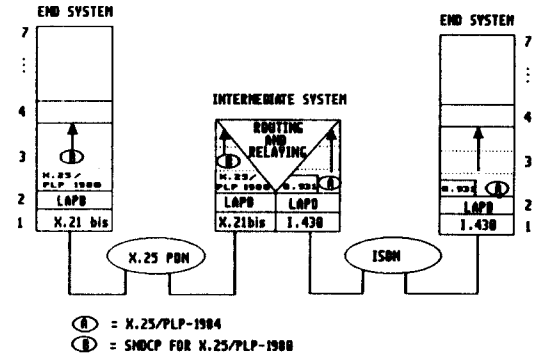 END SYSTEM
7
4
3
2
1
B
X.25/
PLP 1980
LAPB
X.21 bis
INTERMEDIATE SYSTEM
ROUTING
AND
RELAYING
B
X.25/
PLP 1980
Q.931
A
LAPB
LAPD
X.21bis
I.430
END SYSTEM
7
4
3
2
1
Q.931
A
LAPD
I.430
X.25 PDN
ISDN
A = X.25/PLP-1984
B = SNDCP FOR X.25/PLP-1980